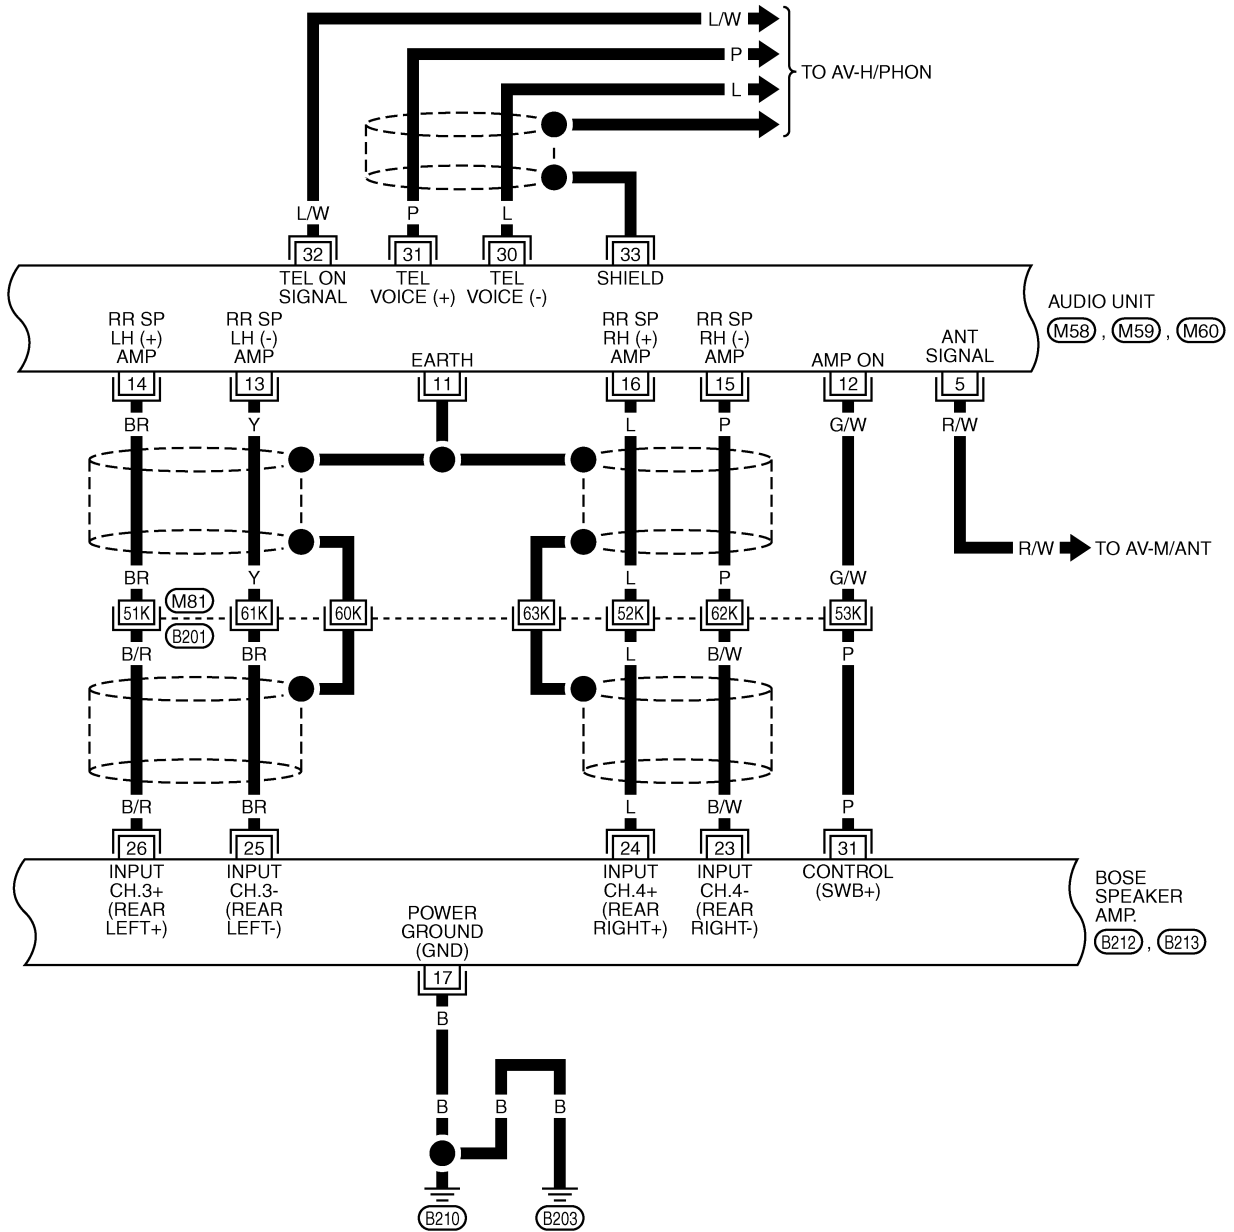 L/W
P
TO AV-H/PHON
L
L/W P L
32 31 30 33
TEL ON SIGNAL
TEL VOICE (+)
TEL VOICE (-)
SHIELD
AUDIO UNIT
M58 , M59 , M60
RR SP LH (+) AMP
RR SP LH (-) AMP
EARTH
RR SP RH (+) AMP
RR SP RH (-) AMP
AMP ON
ANT SIGNAL
14 13 11 16 15 12 5
BR Y L P G/W R/W
R/W TO AV-M/ANT
BR Y L P G/W
M81
51K 61K 60K 63K 52K 62K 53K
B201
B/R BR L B/W P
B/R BR L B/W P
26 25 24 23 31
INPUT CH.3+ (REAR LEFT+)
INPUT CH.3- (REAR LEFT-)
INPUT CH.4+ (REAR RIGHT+)
INPUT CH.4- (REAR RIGHT-)
CONTROL (SWB+)
BOSE
SPEAKER
AMP.
B212 , B213
POWER
GROUND
(GND)
17
B
B B B
B210 B203